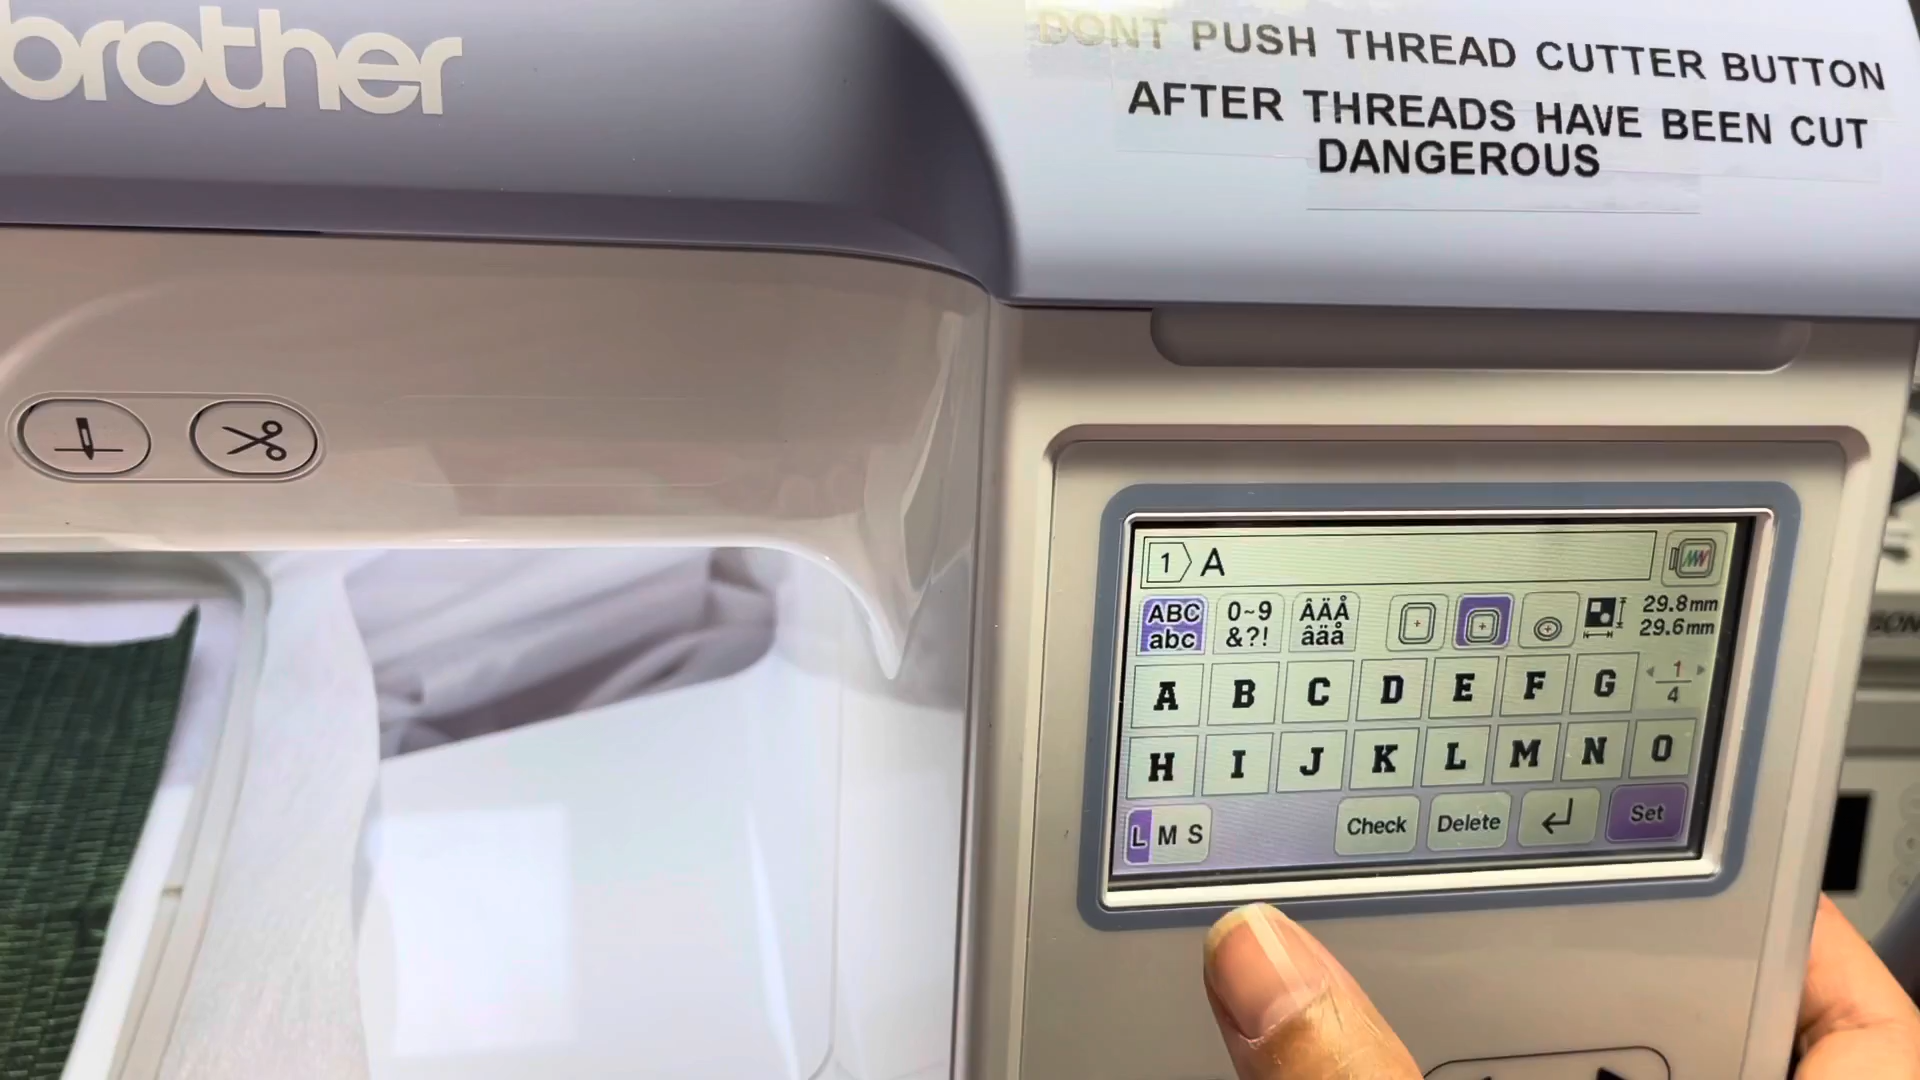 brother
DONT PUSH THREAD CUTTER BUTTON
AFTER THREADS HAVE BEEN CUT
DANGEROUS
1 A
ABC 0~9 ÂÄÅ
abc &?! âäå
29.8mm
29.6mm
A B C D E F G 1/4
H I J K L M N O
L M S Check Delete Set